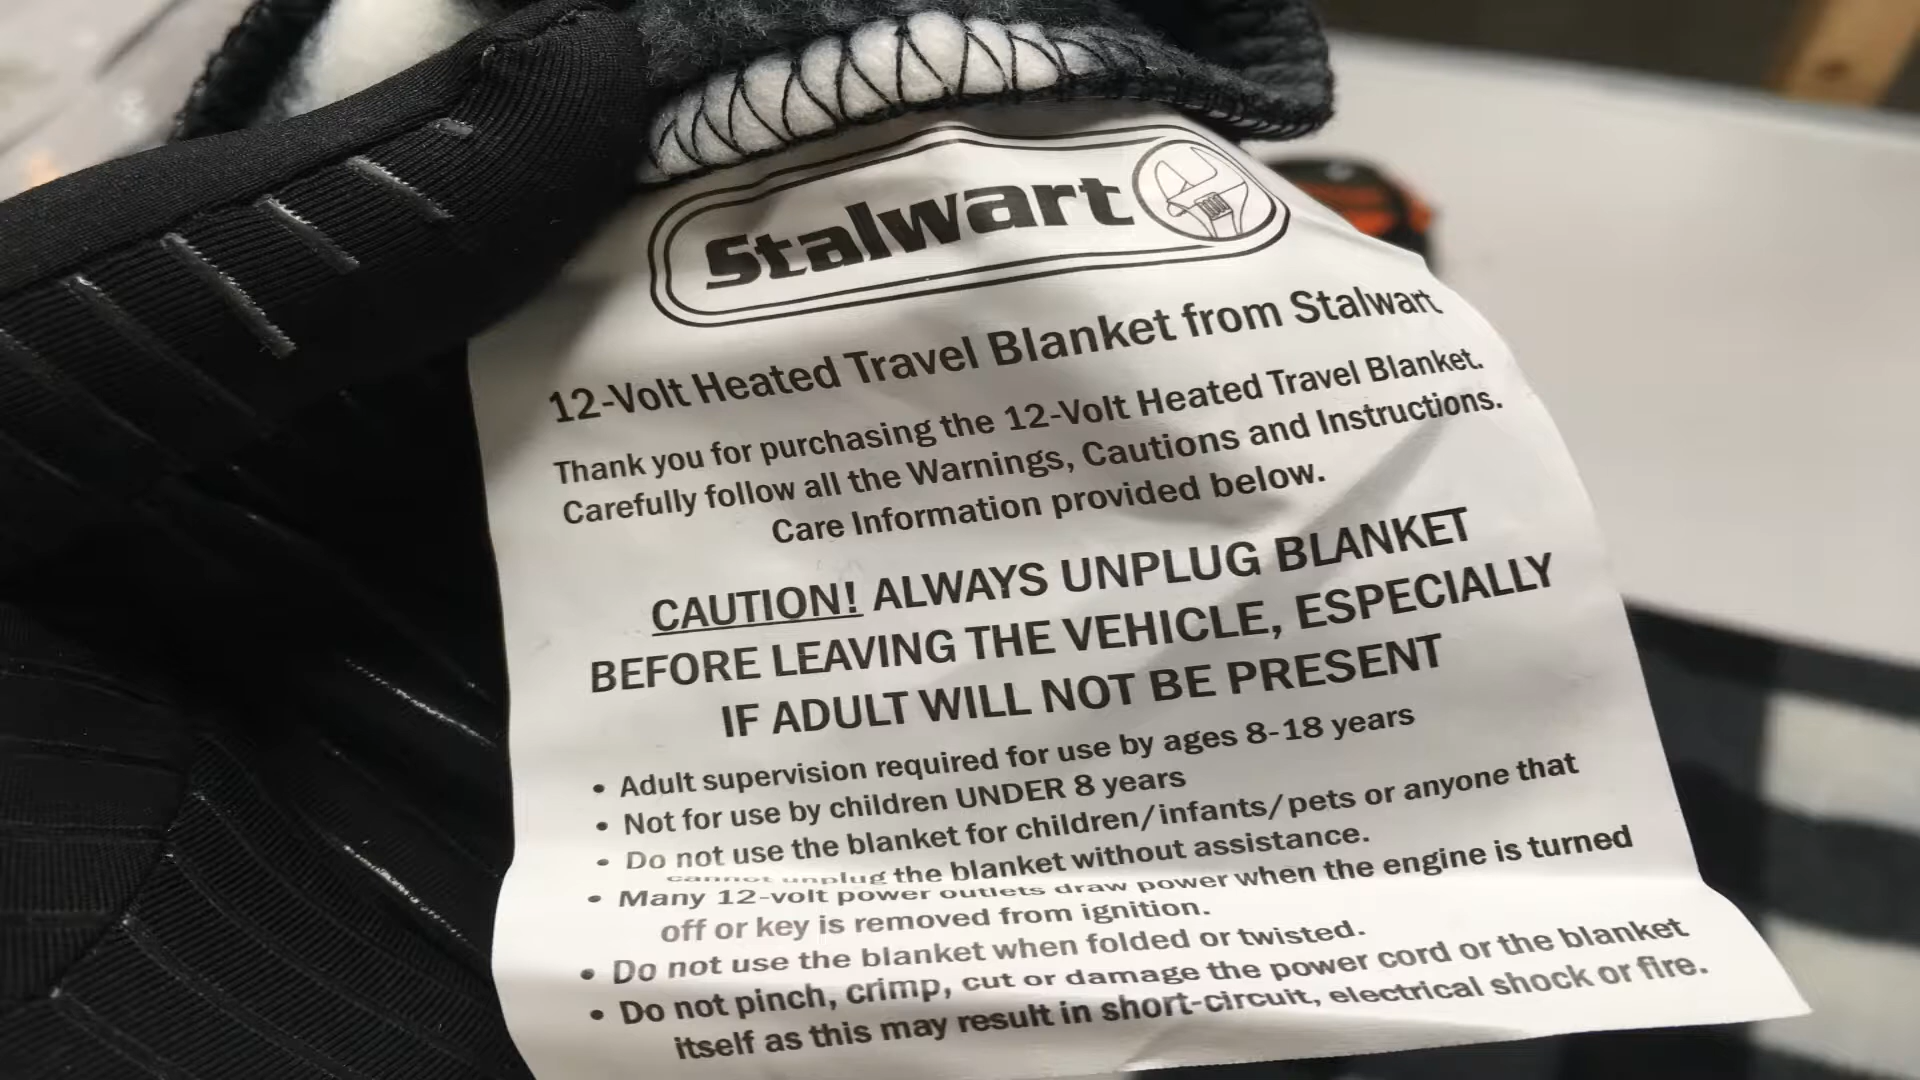 Stalwart
12-Volt Heated Travel Blanket from Stalwart
Thank you for purchasing the 12-Volt Heated Travel Blanket.
Carefully follow all the Warnings, Cautions and Instructions.
Care Information provided below.
CAUTION! ALWAYS UNPLUG BLANKET
BEFORE LEAVING THE VEHICLE, ESPECIALLY
IF ADULT WILL NOT BE PRESENT
• Adult supervision required for use by ages 8-18 years
• Not for use by children UNDER 8 years
• Do not use the blanket for children/infants/pets or anyone that
cannot unplug the blanket without assistance.
• Many 12-volt power outlets draw power when the engine is turned
off or key is removed from ignition.
• Do not use the blanket when folded or twisted.
• Do not pinch, crimp, cut or damage the power cord or the blanket
itself as this may result in short-circuit, electrical shock or fire.